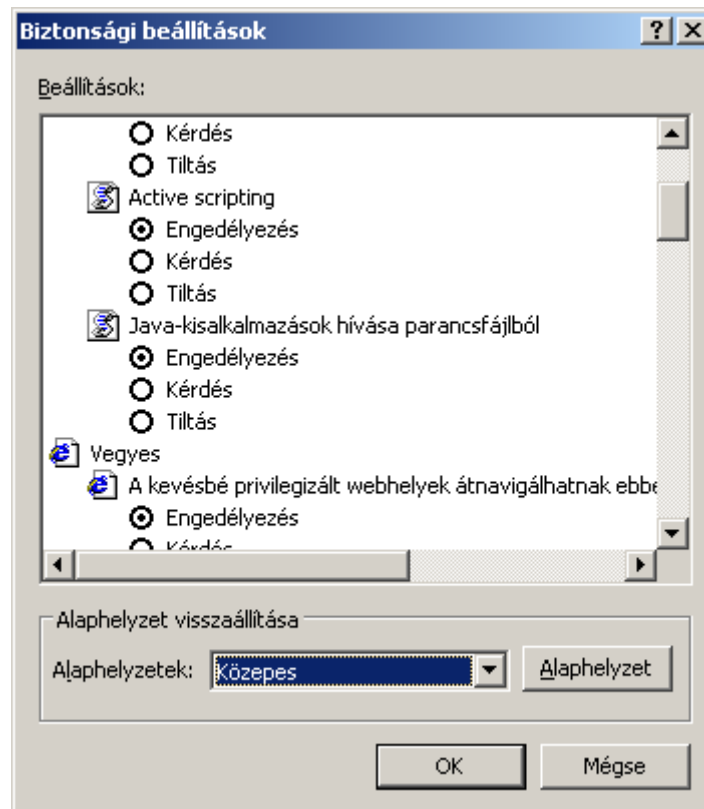 Biztonsági beállítások
Beállítások:
Kérdés
Tiltás
Active scripting
Engedélyezés
Kérdés
Tiltás
Java-kisalkalmazások hívása parancsfájlból
Engedélyezés
Kérdés
Tiltás
Vegyes
A kevésbé privilegizált webhelyek átnavigálhatnak ebbe
Engedélyezés
Kérdés
Alaphelyzet visszaállítása
Alaphelyzetek: Közepes Alaphelyzet
OK Mégse